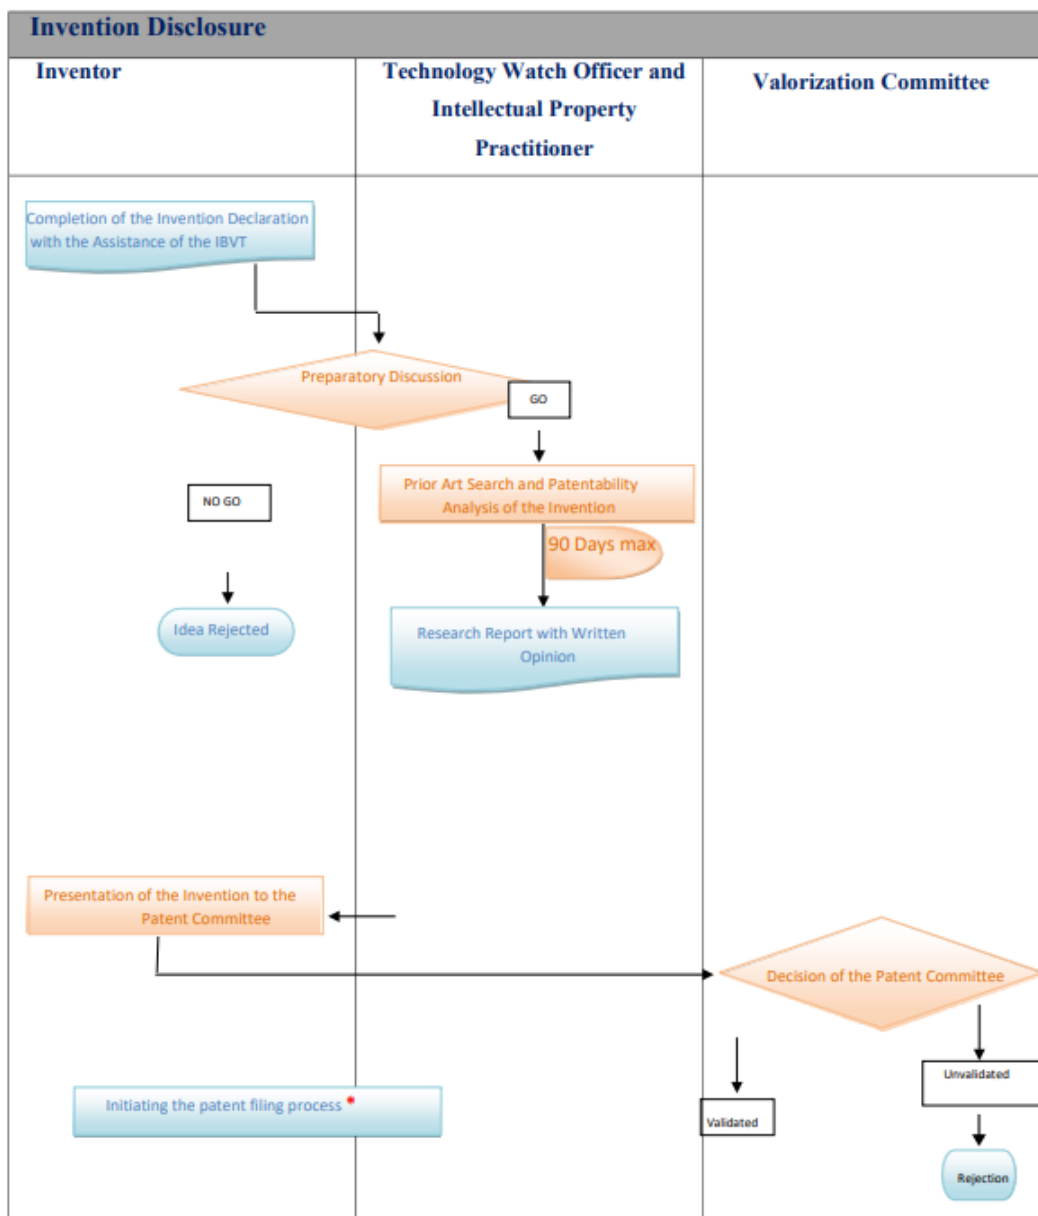 Invention Disclosure
Inventor
Technology Watch Officer and
Intellectual Property
Practitioner
Valorization Committee
Completion of the Invention Declaration
with the Assistance of the IBVT
Preparatory Discussion
GO
Prior Art Search and Patentability
Analysis of the Invention
NO GO
90 Days max
Idea Rejected
Research Report with Written
Opinion
Presentation of the Invention to the
Patent Committee
Decision of the Patent Committee
Unvalidated
Initiating the patent filing process *
Validated
Rejection